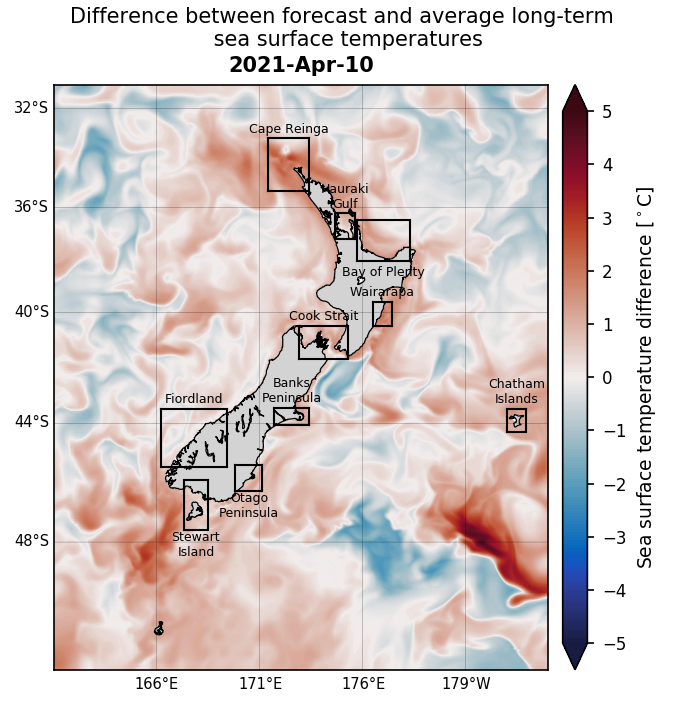 Difference between forecast and average long-term
sea surface temperatures
2021-Apr-10
32°S
36°S
40°S
44°S
48°S
166°E
171°E
176°E
179°W
Cape Reinga
Hauraki
Gulf
Bay of Plenty
Wairarapa
Cook Strait
Banks
Peninsula
Fiordland
Chatham
Islands
Otago
Peninsula
Stewart
Island
5
4
3
2
1
0
−1
−2
−3
−4
−5
Sea surface temperature difference [°C]